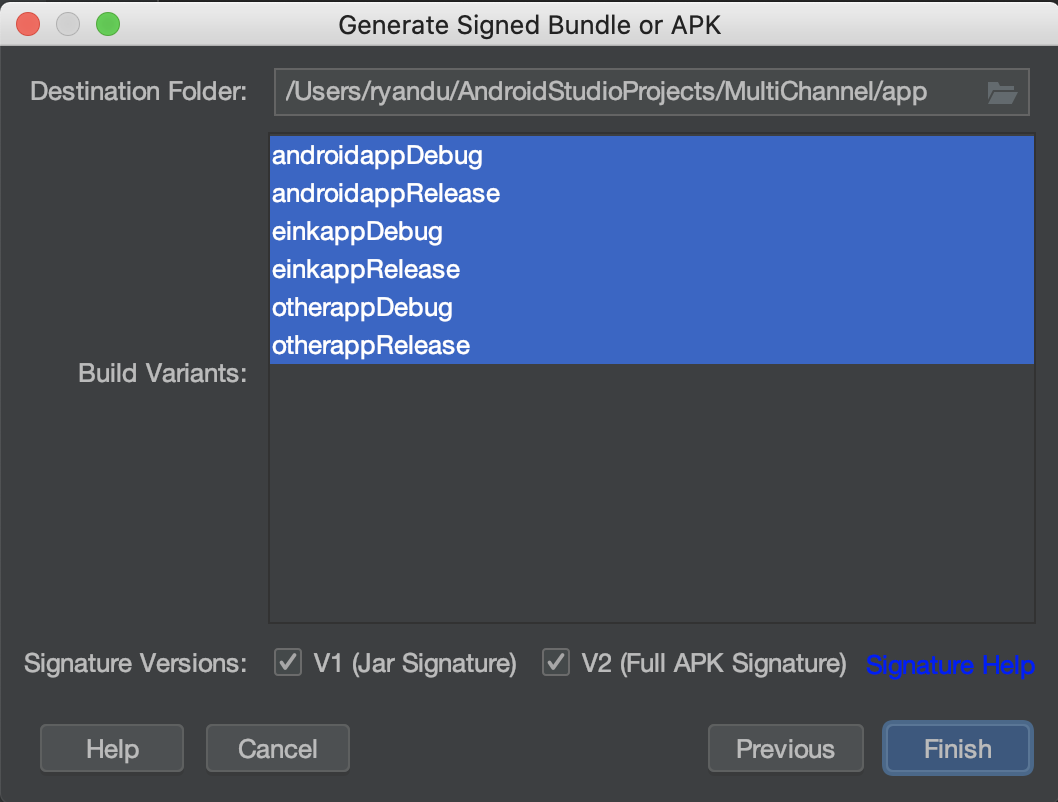 Generate Signed Bundle or APK
Destination Folder: /Users/ryandu/AndroidStudioProjects/MultiChannel/app
androidappDebug
androidappRelease
einkappDebug
einkappRelease
otherappDebug
otherappRelease
Build Variants:
Signature Versions: V1 (Jar Signature) V2 (Full APK Signature) Signature Help
Help Cancel Previous Finish